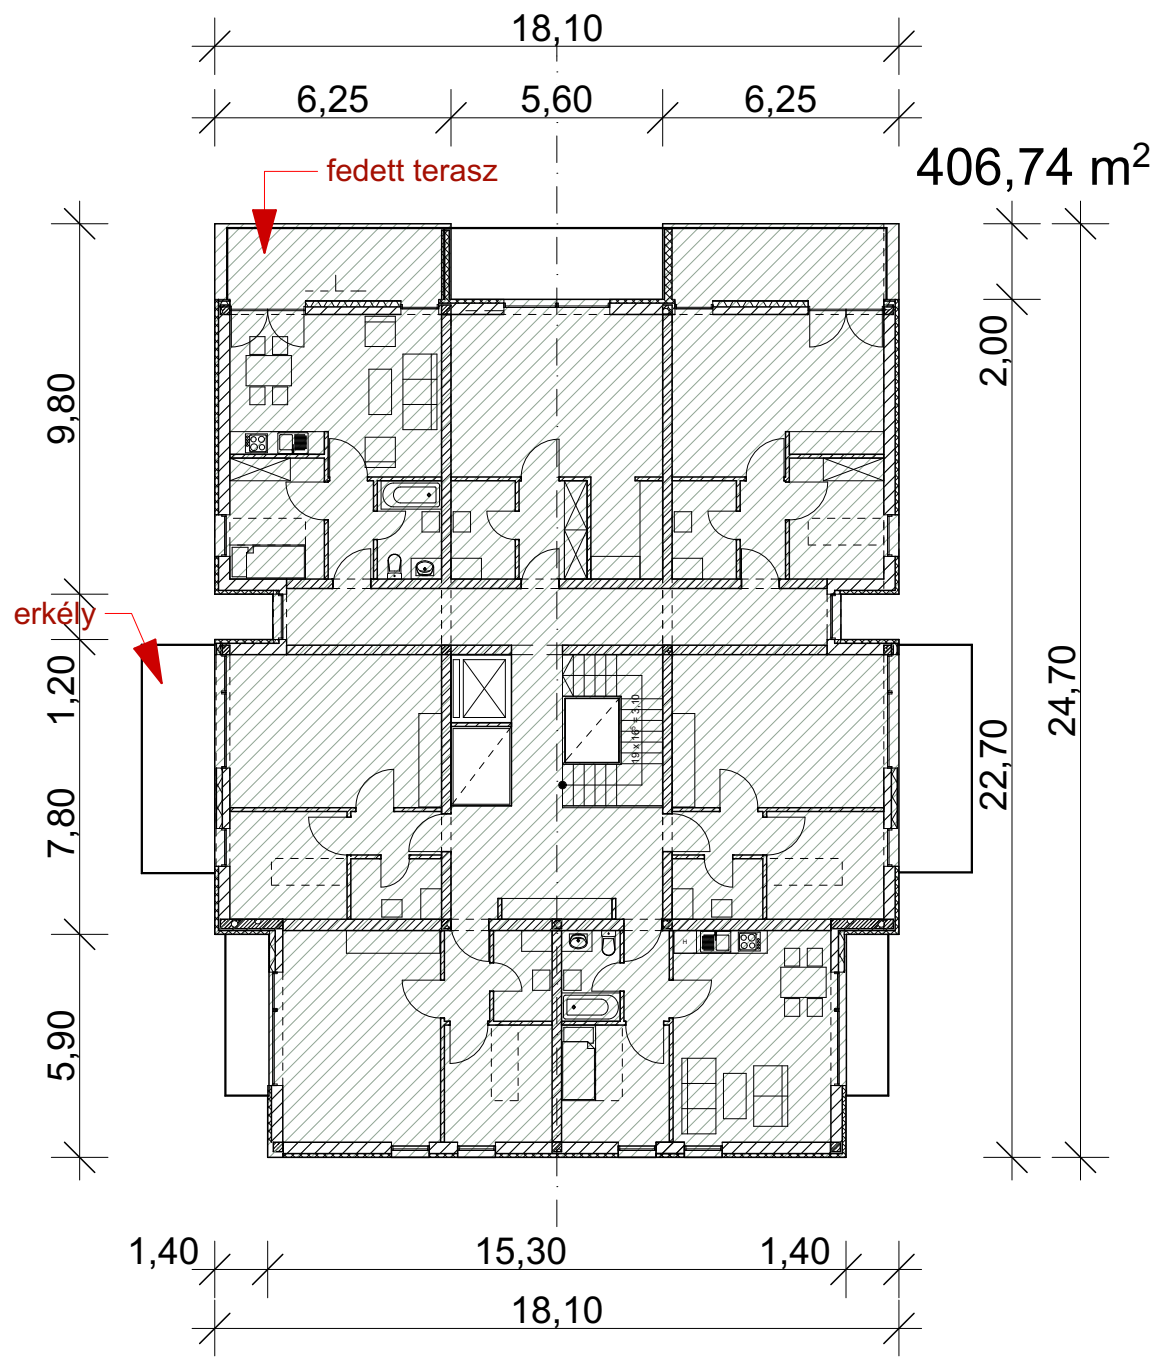 18,10
6,25 5,60 6,25
406,74 m²
fedett terasz
9,80
2,00
erkély
1,20
24,70
19 x 16³ = 3,10
7,80
22,70
H
5,90
1,40 15,30 1,40
18,10